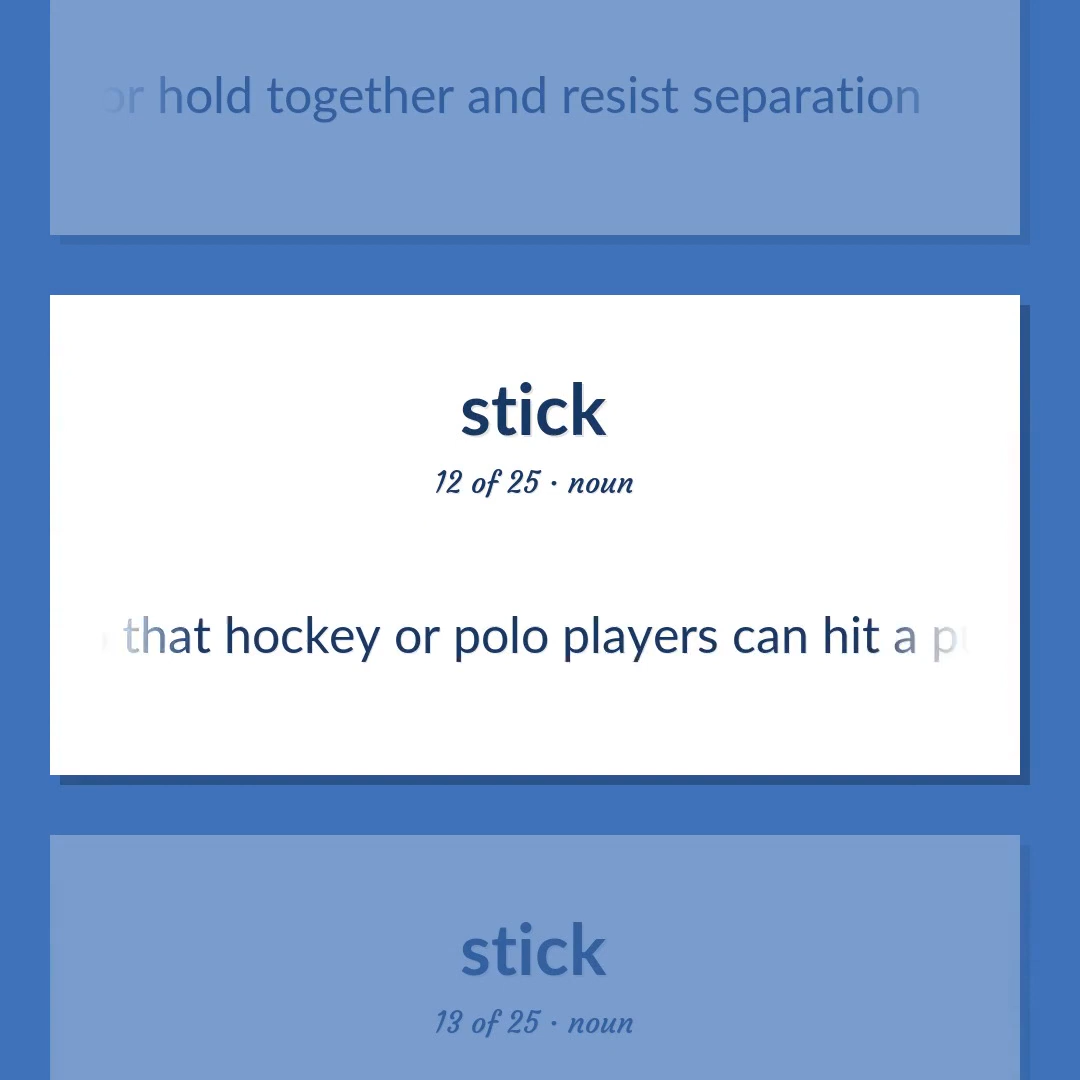 or hold together and resist separation
stick
12 of 25 · noun
that hockey or polo players can hit a
stick
13 of 25 · noun